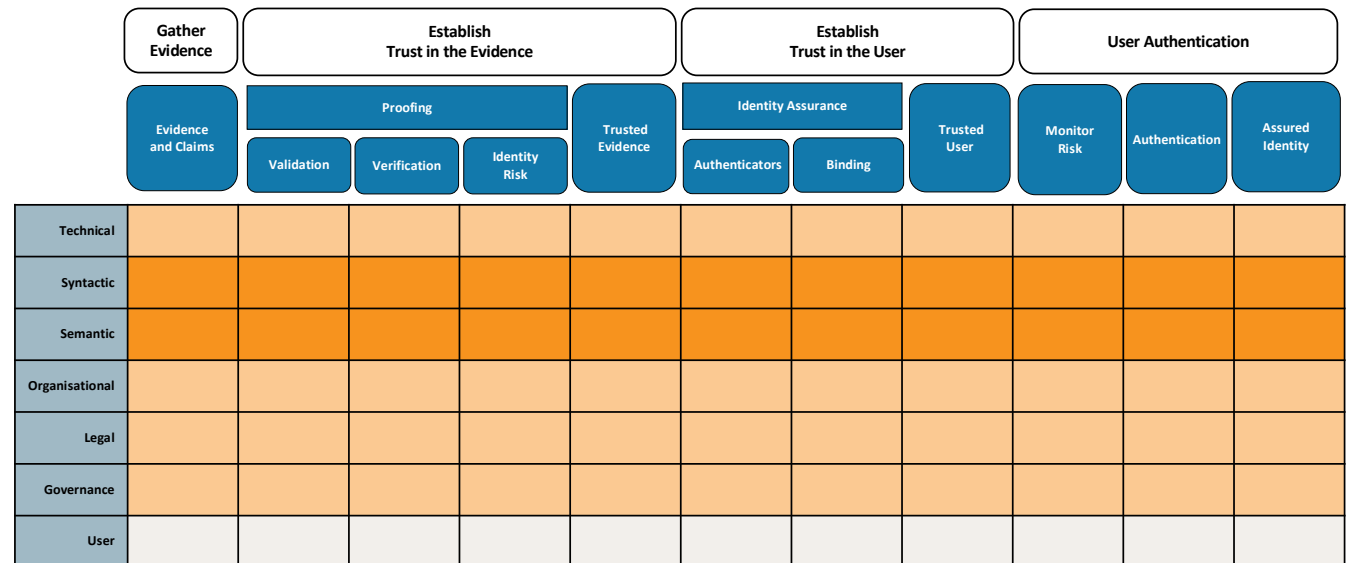 Gather
Evidence
Establish
Trust in the Evidence
Establish
Trust in the User
User Authentication
Evidence
and Claims
Proofing
Validation
Verification
Identity
Risk
Trusted
Evidence
Identity Assurance
Authenticators
Binding
Trusted
User
Monitor
Risk
Authentication
Assured
Identity
Technical
Syntactic
Semantic
Organisational
Legal
Governance
User